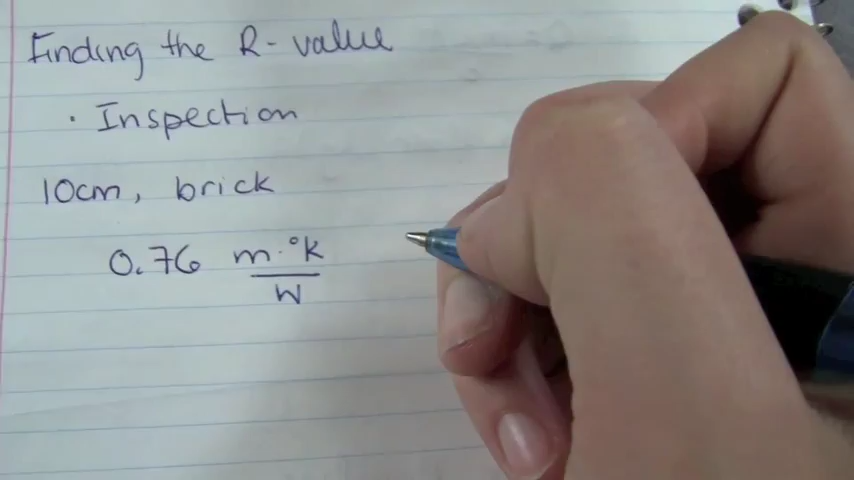 Finding the R-value
· Inspection
10cm, brick
0.76 m·°K
W